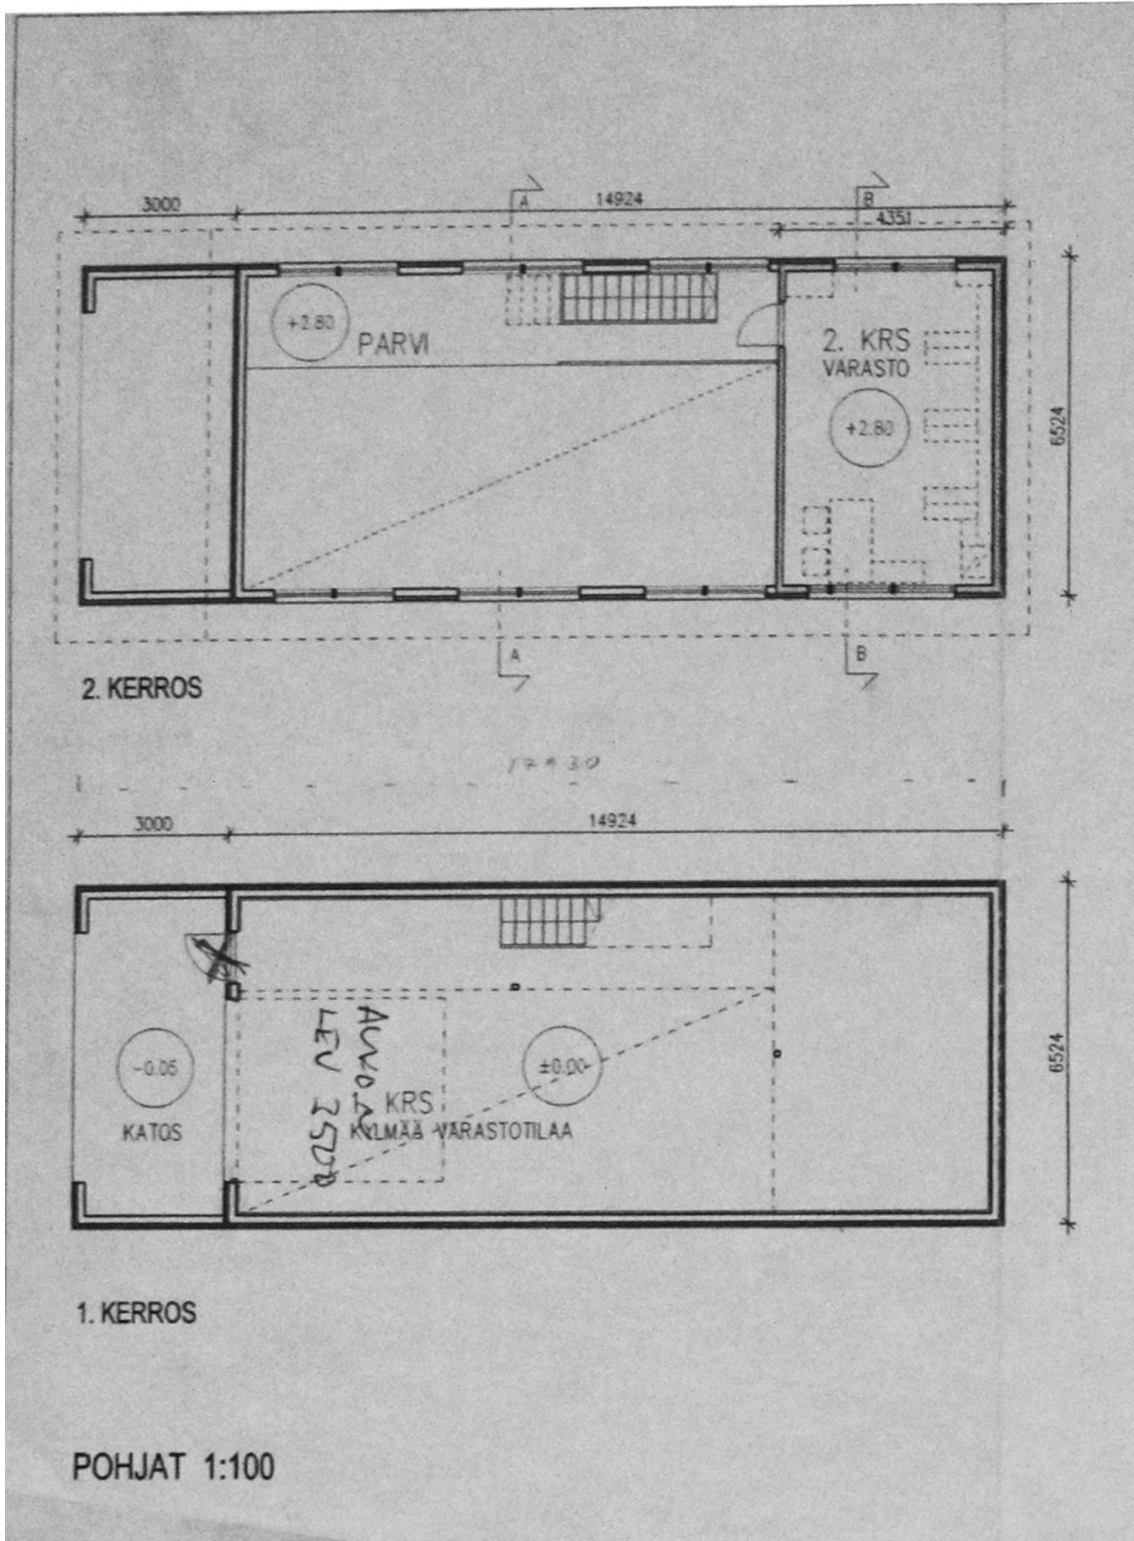 3000
14924
A
B
4351
+2.80
PARVI
2. KRS
VARASTO
+2.80
6524
A
B
2. KERROS
3000
14924
-0.05
KATOS
±0.00
LEV 2500
KRS
KYLMÄÄ VARASTOTILAA
6524
1. KERROS
POHJAT 1:100